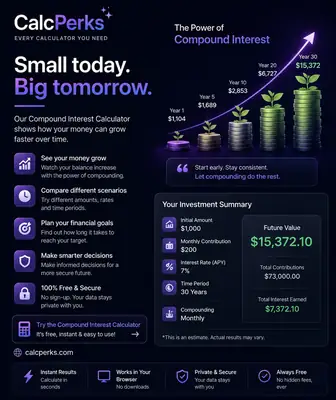 CalcPerks
EVERY CALCULATOR YOU NEED
Small today.
Big tomorrow.
Our Compound Interest Calculator
shows how your money can grow
faster over time.
See your money grow
Watch your balance increase
with the power of compounding.
Compare different scenarios
Try different amounts, rates
and time periods.
Plan your financial goals
Find out how long it takes to
reach your target.
Make smarter decisions
Make informed decisions for a
more secure future.
100% Free & Secure
No sign-up. Your data stays
private with you.
Try the Compound Interest Calculator
It's free, instant & easy to use!
calcperks.com
The Power of
Compound Interest
Year 1
$1,104
Year 5
$1,689
Year 10
$2,853
Year 20
$6,727
Year 30
$15,372
Start early. Stay consistent.
Let compounding do the rest.
Your Investment Summary
Initial Amount
$1,000
Monthly Contribution
$200
Interest Rate (APY)
7%
Time Period
30 Years
Compounding
Monthly
Future Value
$15,372.10
Total Contributions
$73,000.00
Total Interest Earned
$7,372.10
*This is an estimate. Actual results may vary.
Instant Results
Calculate in
seconds
Works in Your
Browser
No downloads
Private & Secure
Your data stays
with you
Always Free
No hidden fees,
ever